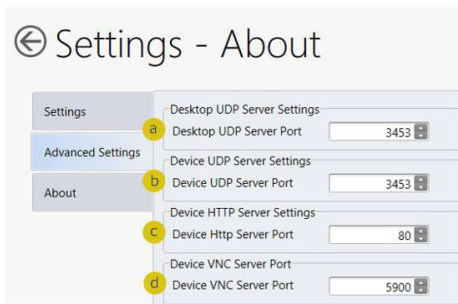 Settings - About
Settings
Advanced Settings
About
Desktop UDP Server Settings
a Desktop UDP Server Port 3453
Device UDP Server Settings
b Device UDP Server Port 3453
Device HTTP Server Settings
c Device Http Server Port 80
Device VNC Server Port
d Device VNC Server Port 5900